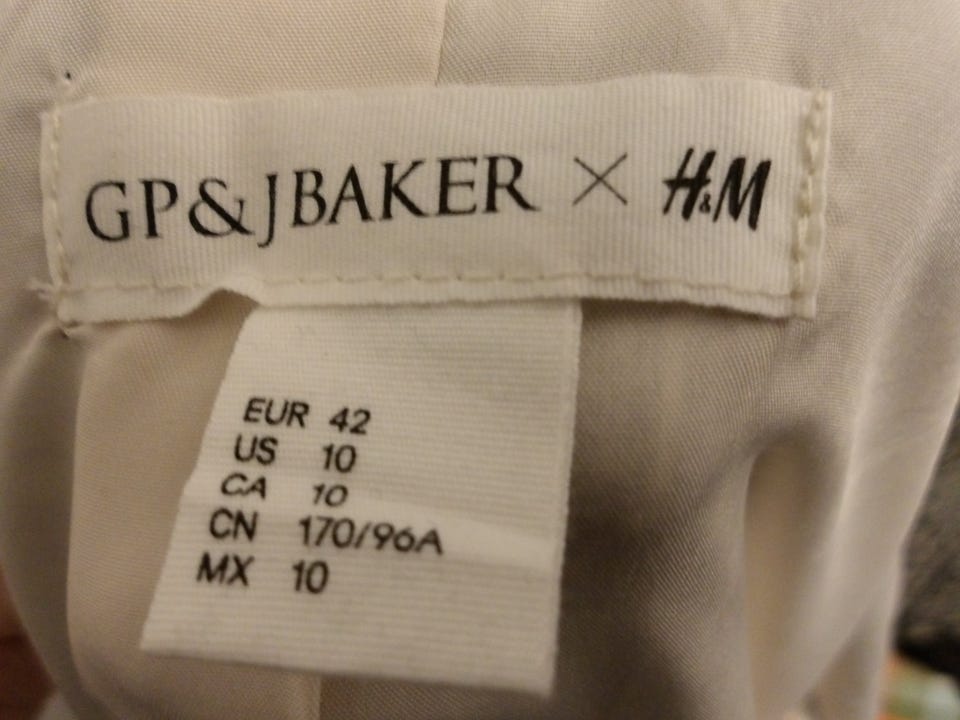 GP&JBAKER × H&M
EUR 42
US 10
CA 10
CN 170/96A
MX 10